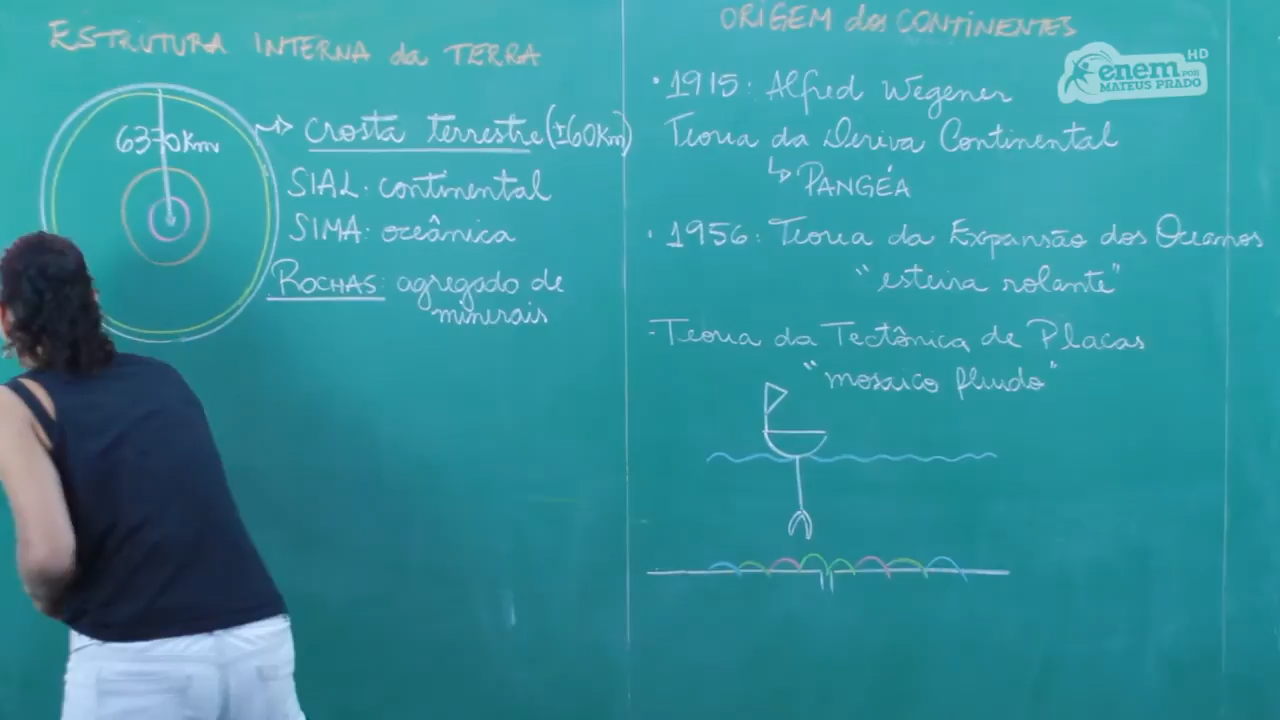 ESTRUTURA INTERNA da TERRA
6370Km
Crosta terrestre (±60Km)
SIAL: continental
SIMA: oceânica
ROCHAS: agregado de
minerais
ORIGEM dos CONTINENTES
• 1915: Alfred Wegener
Teoria da Deriva Continental
↳ PANGÉA
• 1956: Teoria da Expansão dos Oceanos
"esteira rolante"
- Teoria da Tectônica de Placas
"mosaico fluido"
enem HD
POR
MATEUS PRADO